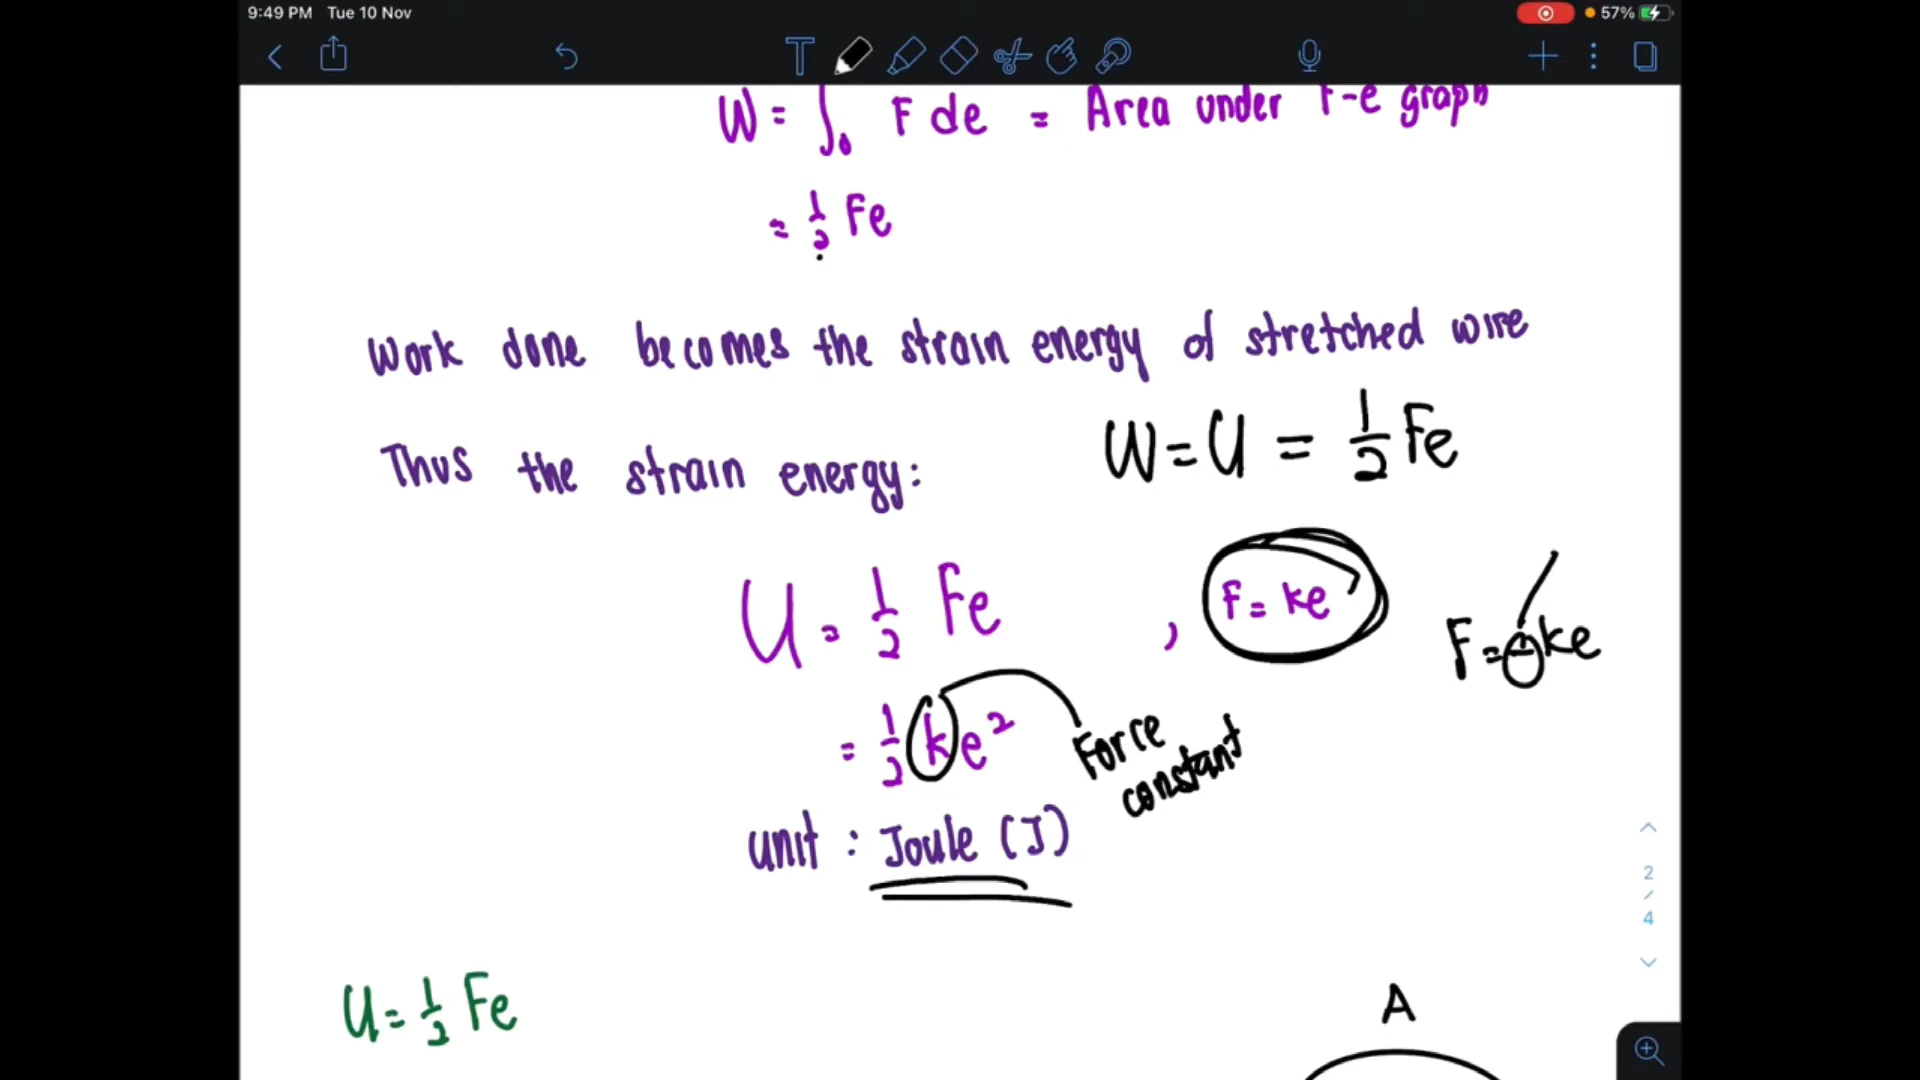 9:49 PM Tue 10 Nov
57%
W = ∫₀ F de = Area under F-e graph
= 1/2 Fe
Work done becomes the strain energy of stretched wire
Thus the strain energy:
W = U = 1/2 Fe
U = 1/2 Fe , F = ke
F = -ke
= 1/2 ke²
Force constant
unit : Joule (J)
2 / 4
U = 1/2 Fe
A